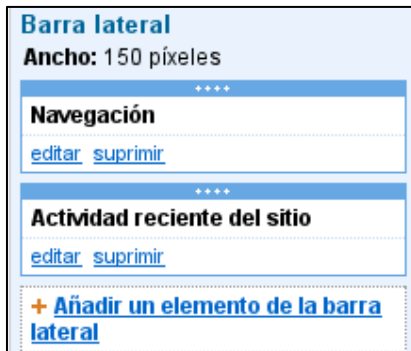 Barra lateral
Ancho: 150 píxeles
Navegación
editar suprimir
Actividad reciente del sitio
editar suprimir
+ Añadir un elemento de la barra
lateral